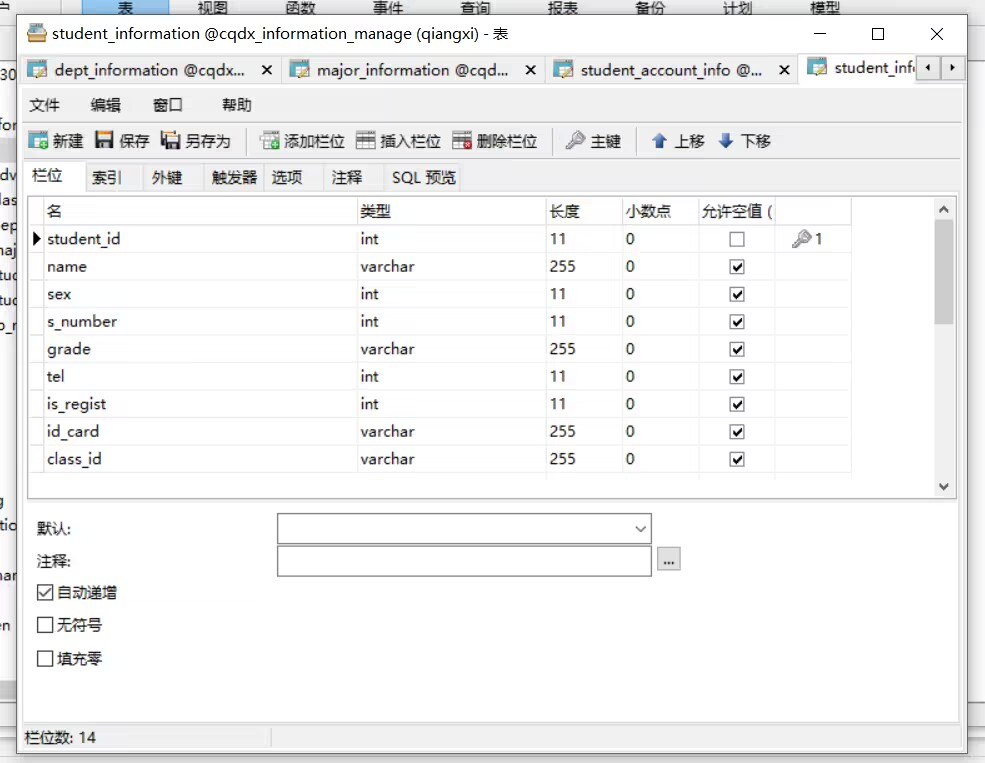 表 视图 函数 事件 查询 报表 备份 计划 模型
student_information @cqdx_information_manage (qiangxi) - 表
dept_information @cqdx... major_information @cqd... student_account_info @... student_inf
文件 编辑 窗口 帮助
新建 保存 另存为 添加栏位 插入栏位 删除栏位 主键 上移 下移
栏位 索引 外键 触发器 选项 注释 SQL 预览
名 类型 长度 小数点 允许空值 (
student_id int 11 0 1
name varchar 255 0
sex int 11 0
s_number int 11 0
grade varchar 255 0
tel int 11 0
is_regist int 11 0
id_card varchar 255 0
class_id varchar 255 0
默认:
注释: ...
自动递增
无符号
填充零
栏位数: 14